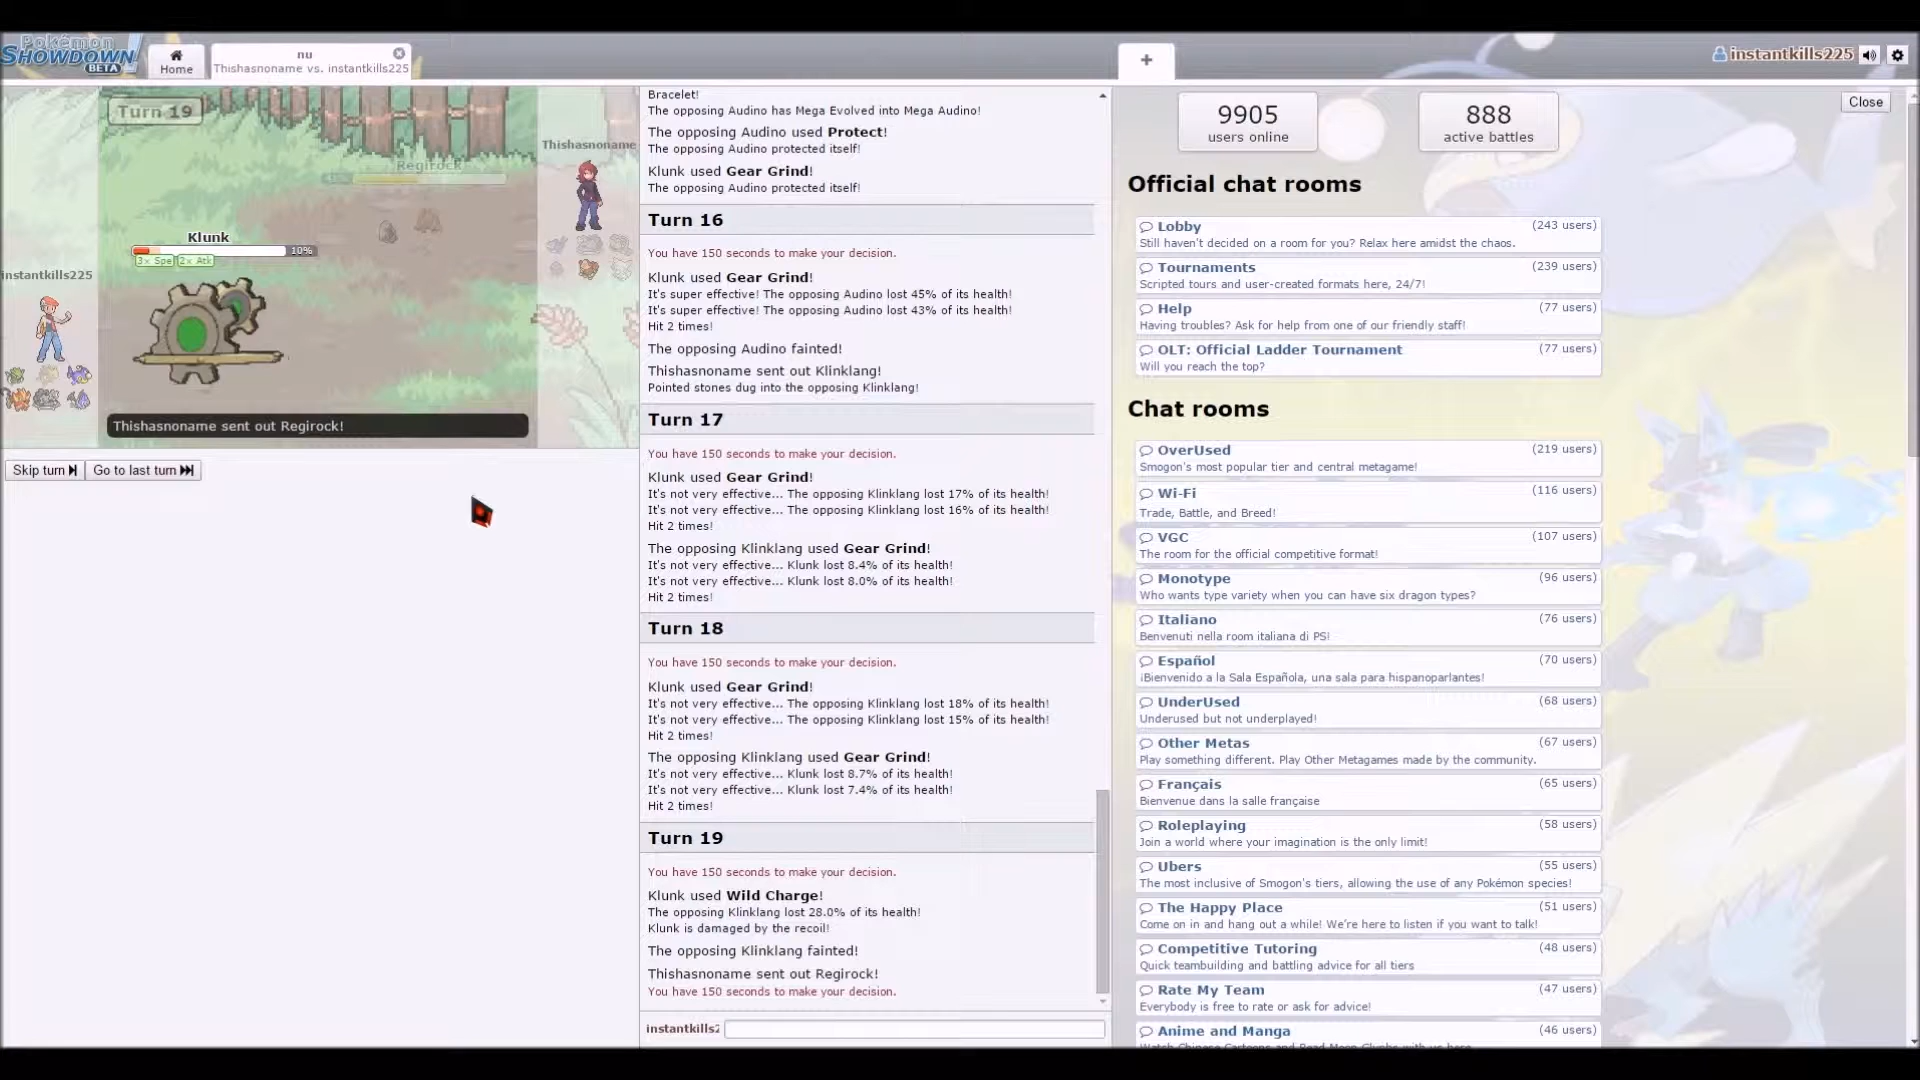 Pokémon
SHOWDOWN!
BETA
Home
nu
Thishasnoname vs. instantkills225
+
instantkills225
Turn 19
Regirock
Klunk
10%
3× Spe 2× Atk
instantkills225
Thishasnoname
Thishasnoname sent out Regirock!
Skip turn
Go to last turn
Bracelet!
The opposing Audino has Mega Evolved into Mega Audino!
The opposing Audino used Protect!
The opposing Audino protected itself!
Klunk used Gear Grind!
The opposing Audino protected itself!
Turn 16
You have 150 seconds to make your decision.
Klunk used Gear Grind!
It's super effective! The opposing Audino lost 45% of its health!
It's super effective! The opposing Audino lost 43% of its health!
Hit 2 times!
The opposing Audino fainted!
Thishasnoname sent out Klinklang!
Pointed stones dug into the opposing Klinklang!
Turn 17
You have 150 seconds to make your decision.
Klunk used Gear Grind!
It's not very effective... The opposing Klinklang lost 17% of its health!
It's not very effective... The opposing Klinklang lost 16% of its health!
Hit 2 times!
The opposing Klinklang used Gear Grind!
It's not very effective... Klunk lost 8.4% of its health!
It's not very effective... Klunk lost 8.0% of its health!
Hit 2 times!
Turn 18
You have 150 seconds to make your decision.
Klunk used Gear Grind!
It's not very effective... The opposing Klinklang lost 18% of its health!
It's not very effective... The opposing Klinklang lost 15% of its health!
Hit 2 times!
The opposing Klinklang used Gear Grind!
It's not very effective... Klunk lost 8.7% of its health!
It's not very effective... Klunk lost 7.4% of its health!
Hit 2 times!
Turn 19
You have 150 seconds to make your decision.
Klunk used Wild Charge!
The opposing Klinklang lost 28.0% of its health!
Klunk is damaged by the recoil!
The opposing Klinklang fainted!
Thishasnoname sent out Regirock!
You have 150 seconds to make your decision.
instantkills2
9905
users online
888
active battles
Close
Official chat rooms
Lobby (243 users)
Still haven't decided on a room for you? Relax here amidst the chaos.
Tournaments (239 users)
Scripted tours and user-created formats here, 24/7!
Help (77 users)
Having troubles? Ask for help from one of our friendly staff!
OLT: Official Ladder Tournament (77 users)
Will you reach the top?
Chat rooms
OverUsed (219 users)
Smogon's most popular tier and central metagame!
Wi-Fi (116 users)
Trade, Battle, and Breed!
VGC (107 users)
The room for the official competitive format!
Monotype (96 users)
Who wants type variety when you can have six dragon types?
Italiano (76 users)
Benvenuti nella room italiana di PS!
Español (70 users)
¡Bienvenido a la Sala Española, una sala para hispanoparlantes!
UnderUsed (68 users)
Underused but not underplayed!
Other Metas (67 users)
Play something different. Play Other Metagames made by the community.
Français (65 users)
Bienvenue dans la salle française
Roleplaying (58 users)
Join a world where your imagination is the only limit!
Ubers (55 users)
The most inclusive of Smogon's tiers, allowing the use of any Pokémon species!
The Happy Place (51 users)
Come on in and hang out a while! We're here to listen if you want to talk!
Competitive Tutoring (48 users)
Quick teambuilding and battling advice for all tiers
Rate My Team (47 users)
Everybody is free to rate or ask for advice!
Anime and Manga (46 users)